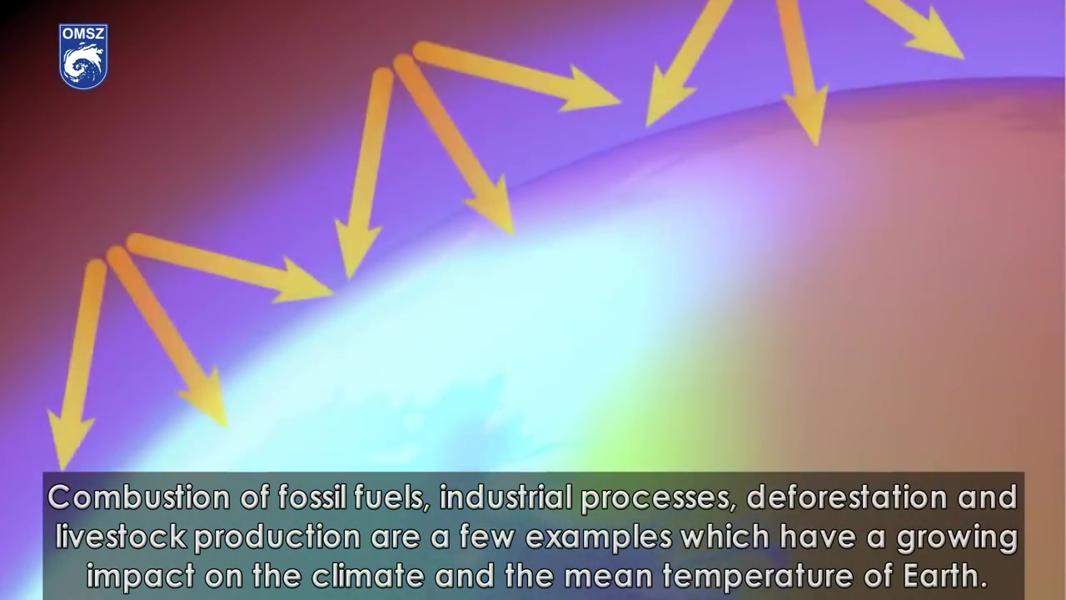 OMSZ
Combustion of fossil fuels, industrial processes, deforestation and
livestock production are a few examples which have a growing
impact on the climate and the mean temperature of Earth.